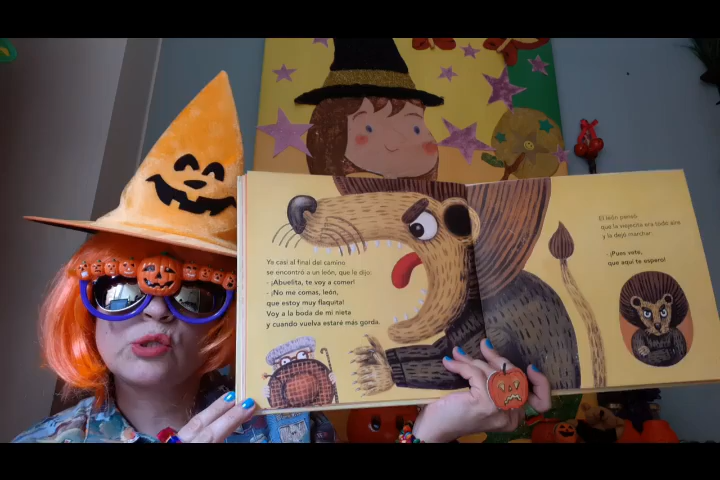 Ya casi al final del camino
se encontró a un león, que le dijo:
- ¡Abuelita, te voy a comer!
- ¡No me comas, león,
que estoy muy flaquita!
Voy a la boda de mi nieta
y cuando vuelva estaré más gorda.
El león pensó
que la viejecita era todo aire
y la dejó marchar.
- ¡Pues vete,
que aquí te espero!